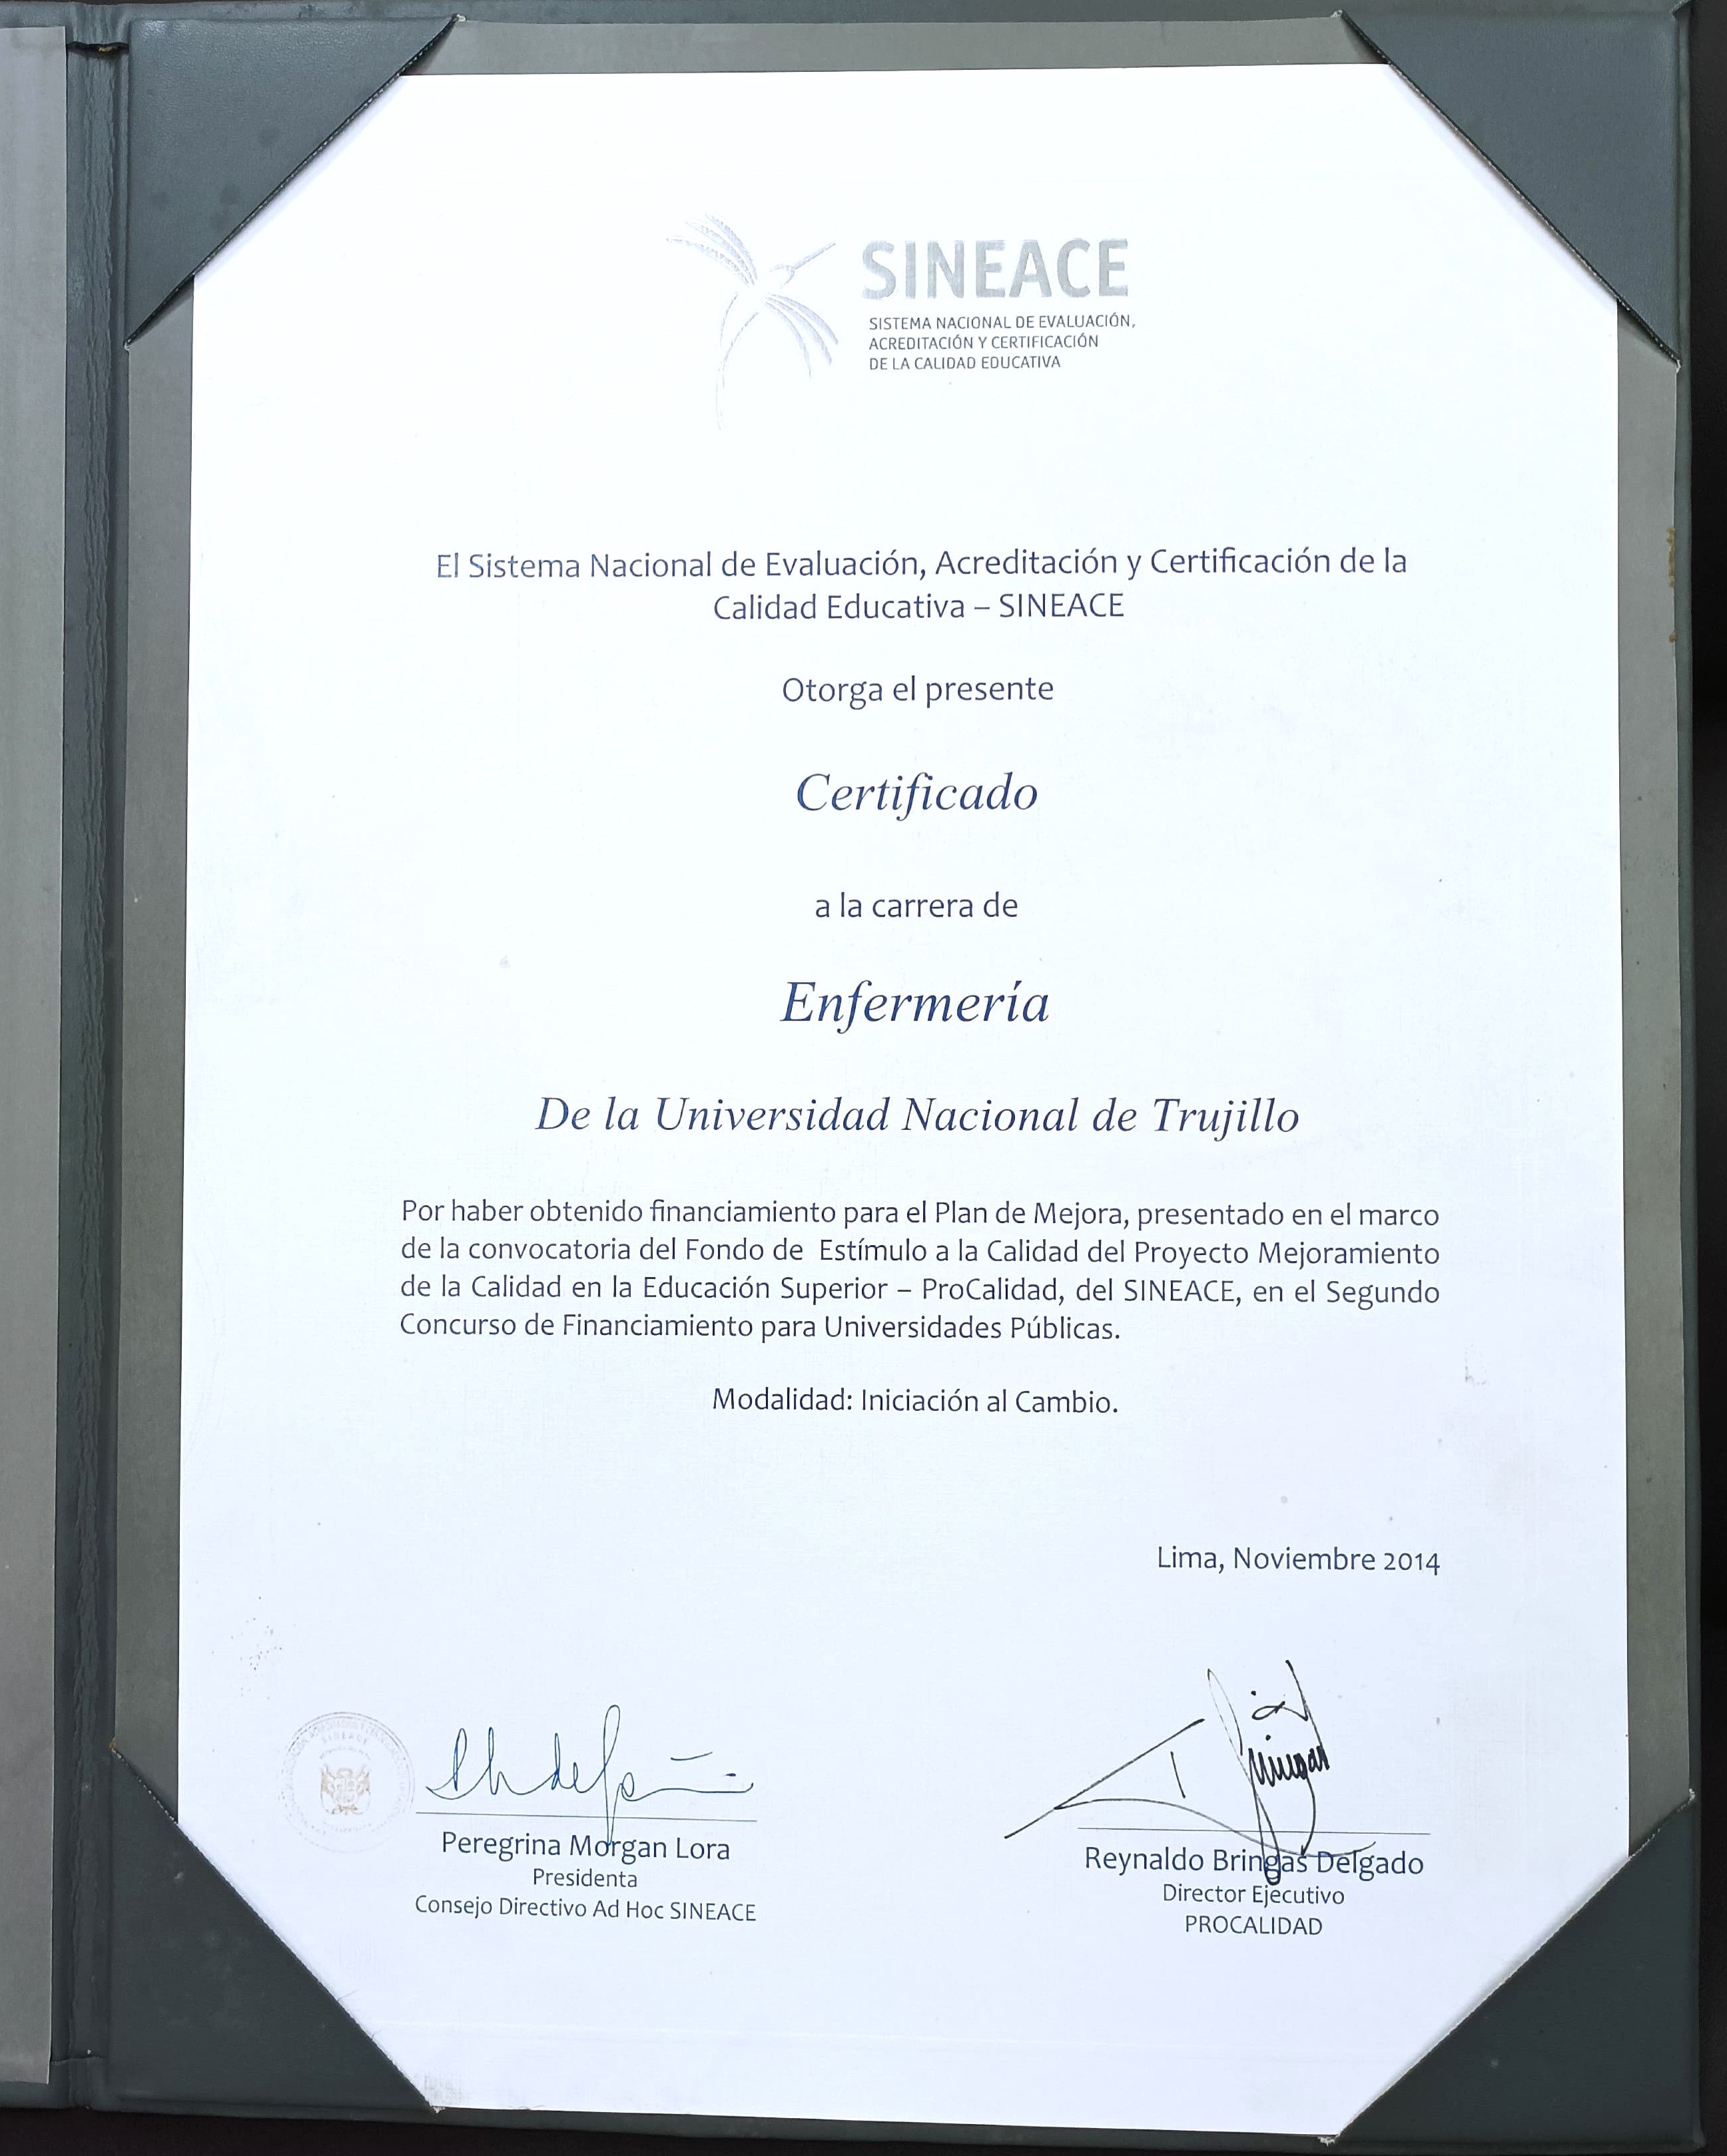 SINEACE
SISTEMA NACIONAL DE EVALUACIÓN,
ACREDITACIÓN Y CERTIFICACIÓN
DE LA CALIDAD EDUCATIVA
El Sistema Nacional de Evaluación, Acreditación y Certificación de la
Calidad Educativa – SINEACE
Otorga el presente
Certificado
a la carrera de
Enfermería
De la Universidad Nacional de Trujillo
Por haber obtenido financiamiento para el Plan de Mejora, presentado en el marco
de la convocatoria del Fondo de Estímulo a la Calidad del Proyecto Mejoramiento
de la Calidad en la Educación Superior – ProCalidad, del SINEACE, en el Segundo
Concurso de Financiamiento para Universidades Públicas.
Modalidad: Iniciación al Cambio.
Lima, Noviembre 2014
SINEACE
Peregrina Morgan Lora
Presidenta
Consejo Directivo Ad Hoc SINEACE
Reynaldo Bringas Delgado
Director Ejecutivo
PROCALIDAD